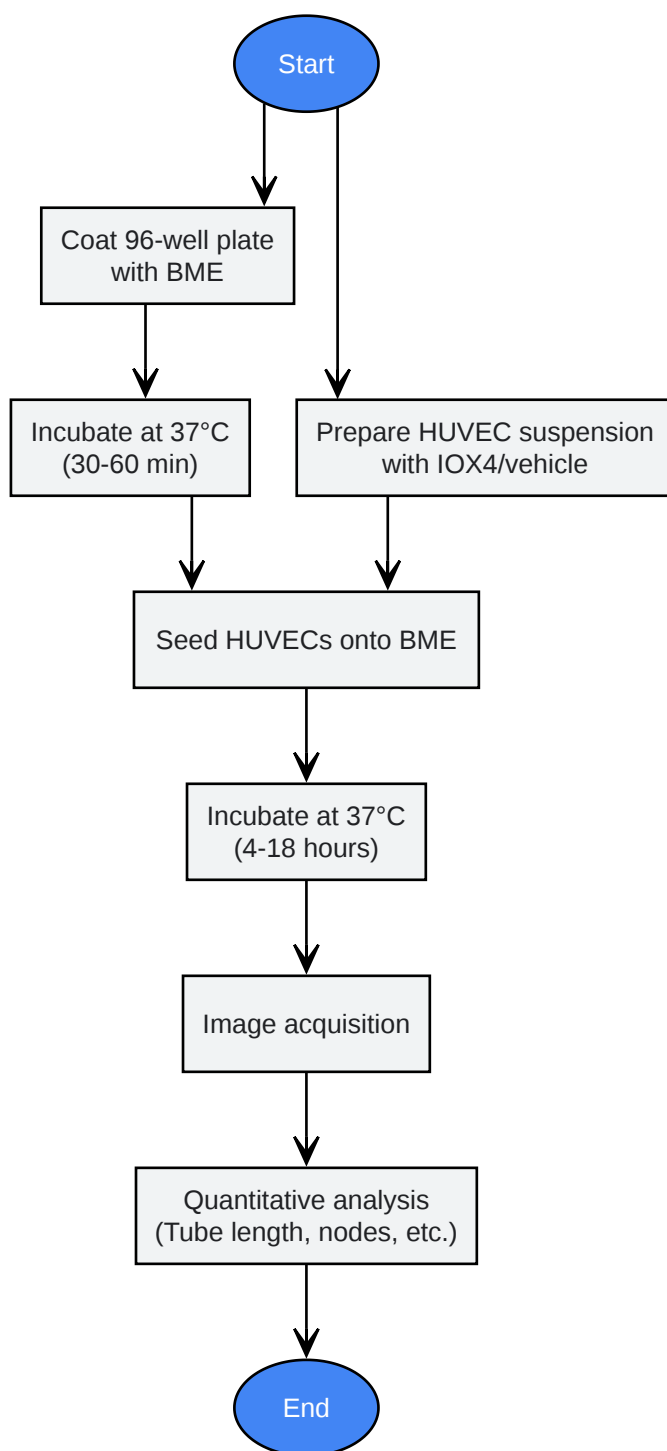 Start
Coat 96-well plate
with BME
Incubate at 37°C
(30-60 min)
Prepare HUVEC suspension
with IOX4/vehicle
Seed HUVECs onto BME
Incubate at 37°C
(4-18 hours)
Image acquisition
Quantitative analysis
(Tube length, nodes, etc.)
End